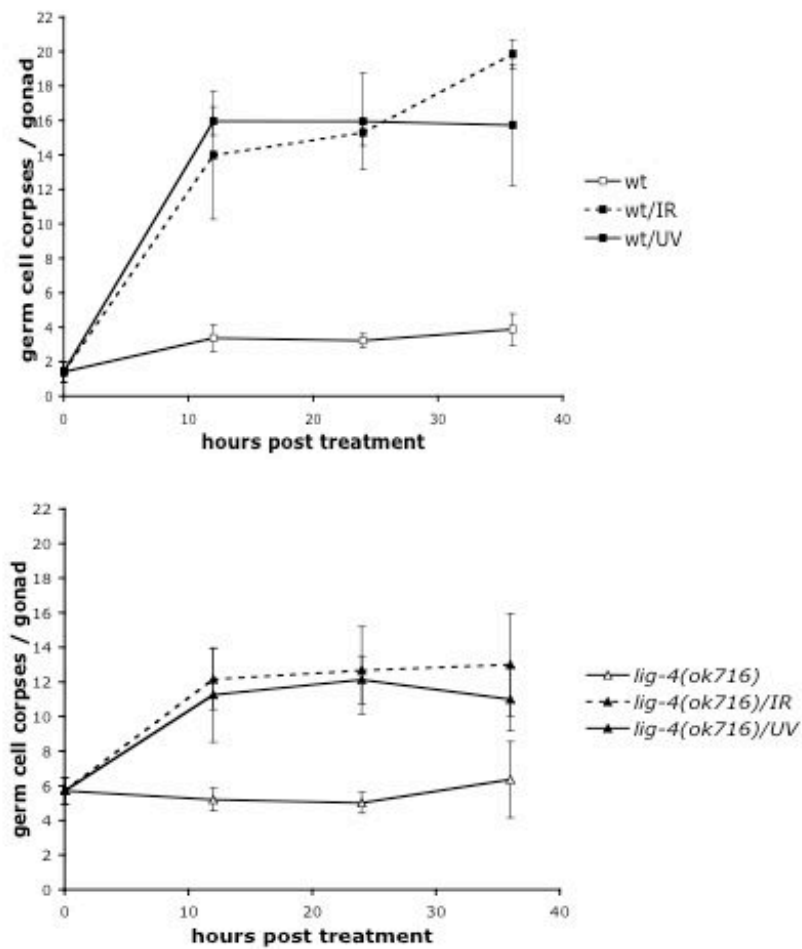 germ cell corpses / gonad
22
20
18
16
14
12
10
8
6
4
2
0
0 10 20 30 40
hours post treatment
wt
wt/IR
wt/UV
germ cell corpses / gonad
22
20
18
16
14
12
10
8
6
4
2
0
0 10 20 30 40
hours post treatment
lig-4(ok716)
lig-4(ok716)/IR
lig-4(ok716)/UV